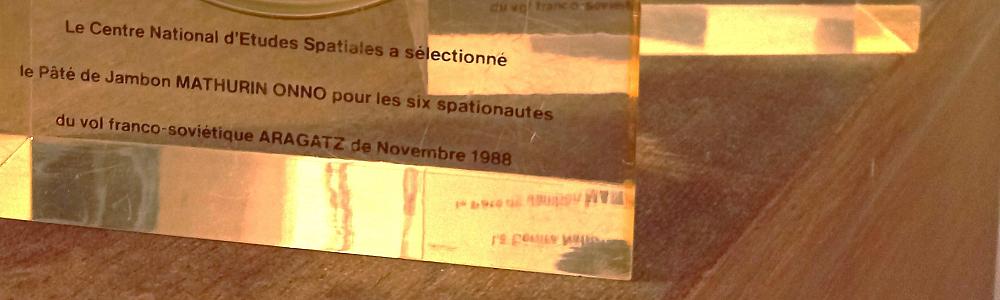 Le Centre National d'Etudes Spatiales a sélectionné
le Pâté de Jambon MATHURIN ONNO pour les six spationautes
du vol franco-soviétique ARAGATZ de Novembre 1988